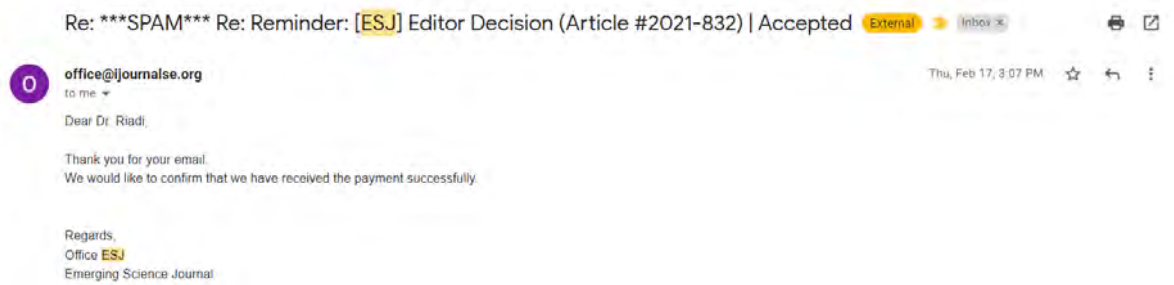 Re: ***SPAM*** Re: Reminder: [ESJ] Editor Decision (Article #2021-832) | Accepted External Inbox ×
office@ijournalse.org Thu, Feb 17, 3:07 PM
O
to me
Dear Dr. Riadi,
Thank you for your email.
We would like to confirm that we have received the payment successfully.
Regards,
Office ESJ
Emerging Science Journal